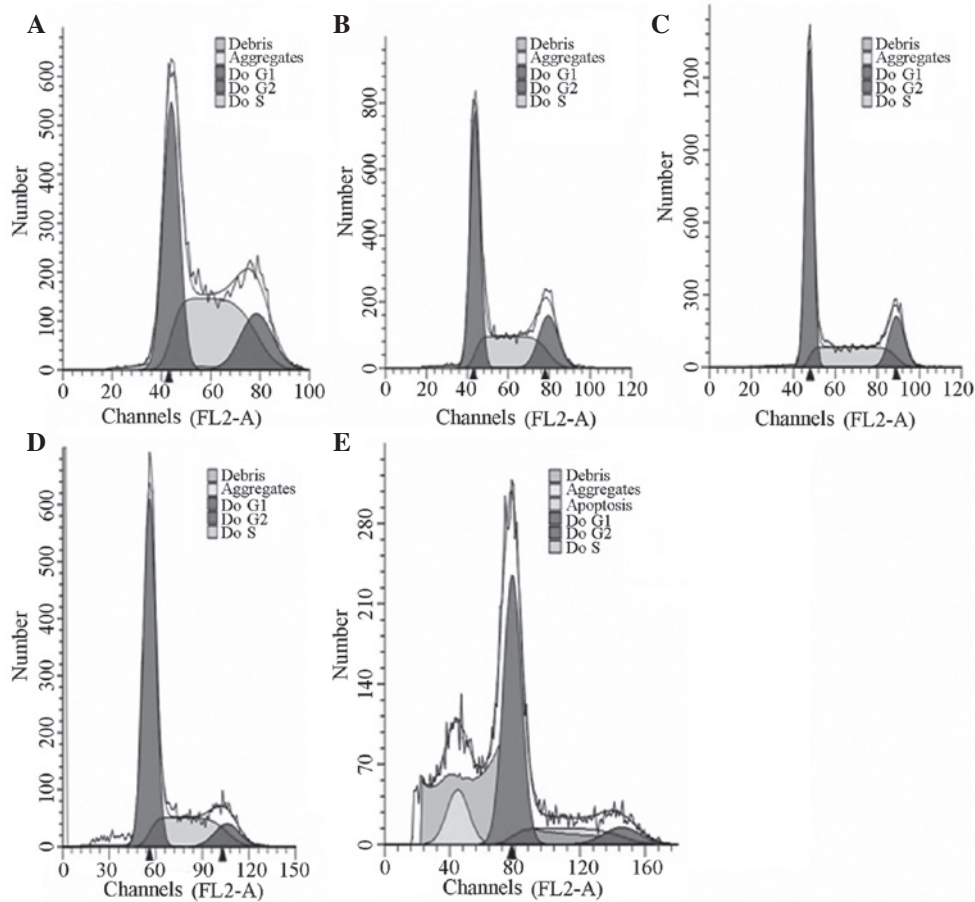 A
Debris
Aggregates
Do G1
Do G2
Do S
Number
600
500
400
300
200
100
0
0 20 40 60 80 100
Channels (FL2-A)
B
Debris
Aggregates
Do G1
Do G2
Do S
Number
800
600
400
200
0
0 20 40 60 80 100 120
Channels (FL2-A)
C
Debris
Aggregates
Do G1
Do G2
Do S
Number
1200
900
600
300
0
0 20 40 60 80 100 120
Channels (FL2-A)
D
Debris
Aggregates
Do G1
Do G2
Do S
Number
600
500
400
300
200
100
0
0 30 60 90 120 150
Channels (FL2-A)
E
Debris
Aggregates
Apoptosis
Do G1
Do G2
Do S
Number
280
210
140
70
0
0 40 80 120 160
Channels (FL2-A)